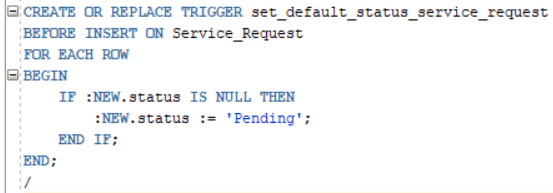 CREATE OR REPLACE TRIGGER set_default_status_service_request
BEFORE INSERT ON Service_Request
FOR EACH ROW
BEGIN
    IF :NEW.status IS NULL THEN
        :NEW.status := 'Pending';
    END IF;
END;
/